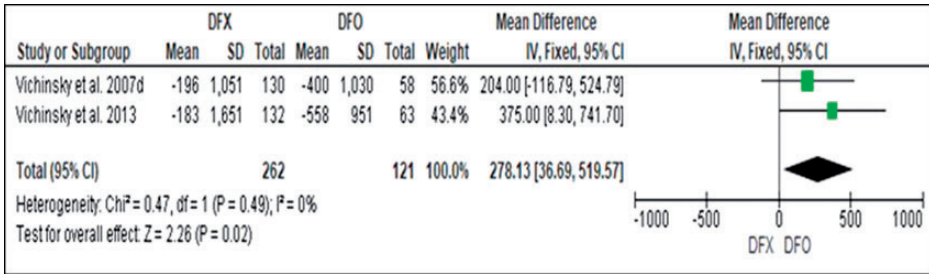 DFX DFO Mean Difference Mean Difference
Study or Subgroup Mean SD Total Mean SD Total Weight IV, Fixed, 95% CI IV, Fixed, 95% CI
Vichinsky et al. 2007d -196 1,051 130 -400 1,030 58 56.6% 204.00 [-116.79, 524.79]
Vichinsky et al. 2013 -183 1,651 132 -558 951 63 43.4% 375.00 [8.30, 741.70]
Total (95% CI) 262 121 100.0% 278.13 [36.69, 519.57]
Heterogeneity: Chi² = 0.47, df = 1 (P = 0.49); I² = 0%
Test for overall effect: Z = 2.26 (P = 0.02)
-1000 -500 0 500 1000
DFX DFO